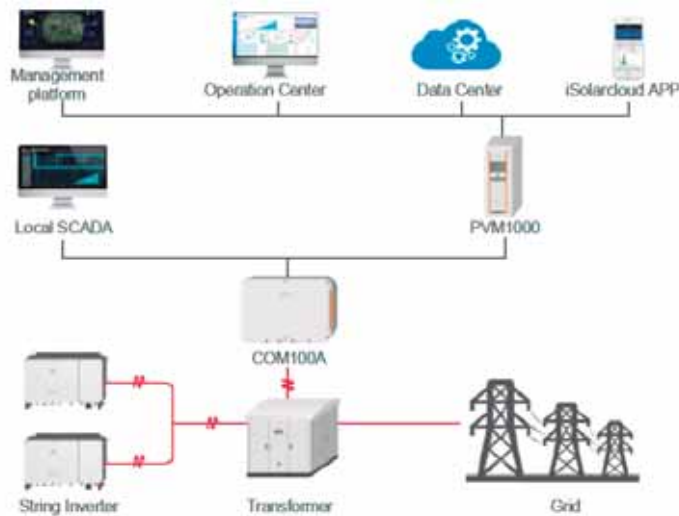 Management
platform
Operation Center
Data Center
iSolarcloud APP
Local SCADA
PVM1000
COM100A
String Inverter
Transformer
Grid